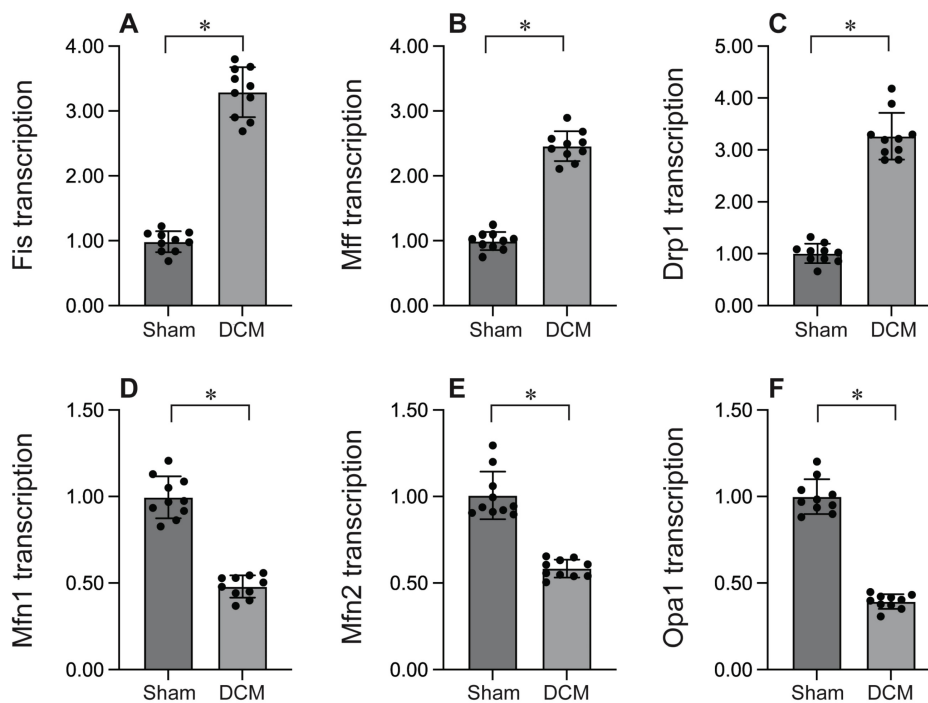 A
*
Fis transcription
4.00
3.00
2.00
1.00
0.00
Sham DCM
B
*
Mff transcription
4.00
3.00
2.00
1.00
0.00
Sham DCM
C
*
Drp1 transcription
5.00
4.00
3.00
2.00
1.00
0.00
Sham DCM
D
*
Mfn1 transcription
1.50
1.00
0.50
0.00
Sham DCM
E
*
Mfn2 transcription
1.50
1.00
0.50
0.00
Sham DCM
F
*
Opa1 transcription
1.50
1.00
0.50
0.00
Sham DCM